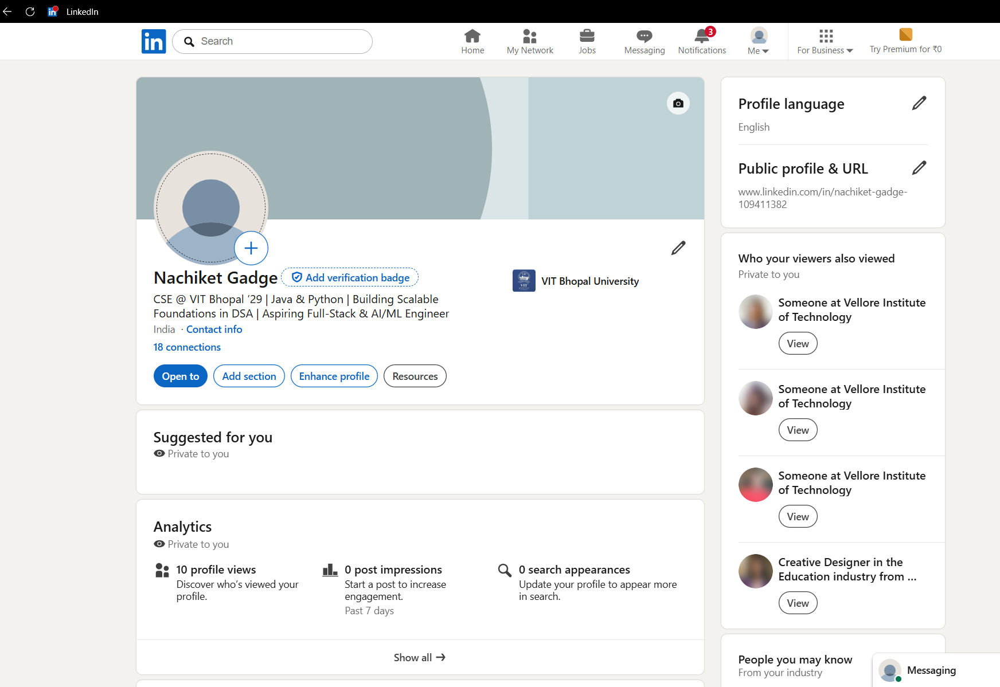 LinkedIn
in
Search
Home
My Network
Jobs
Messaging
3
Notifications
Me
For Business
Try Premium for ₹0
Nachiket Gadge
Add verification badge
CSE @ VIT Bhopal ’29 | Java & Python | Building Scalable
Foundations in DSA | Aspiring Full-Stack & AI/ML Engineer
India · Contact info
18 connections
Open to
Add section
Enhance profile
Resources
VIT
VIT Bhopal University
Suggested for you
Private to you
Analytics
Private to you
10 profile views
Discover who’s viewed your
profile.
0 post impressions
Start a post to increase
engagement.
Past 7 days
0 search appearances
Update your profile to appear more
in search.
Show all →
Profile language
English
Public profile & URL
www.linkedin.com/in/nachiket-gadge-
109411382
Who your viewers also viewed
Private to you
Someone at Vellore Institute
of Technology
View
Someone at Vellore Institute
of Technology
View
Someone at Vellore Institute
of Technology
View
Creative Designer in the
Education industry from ...
View
People you may know
From your industry
Messaging